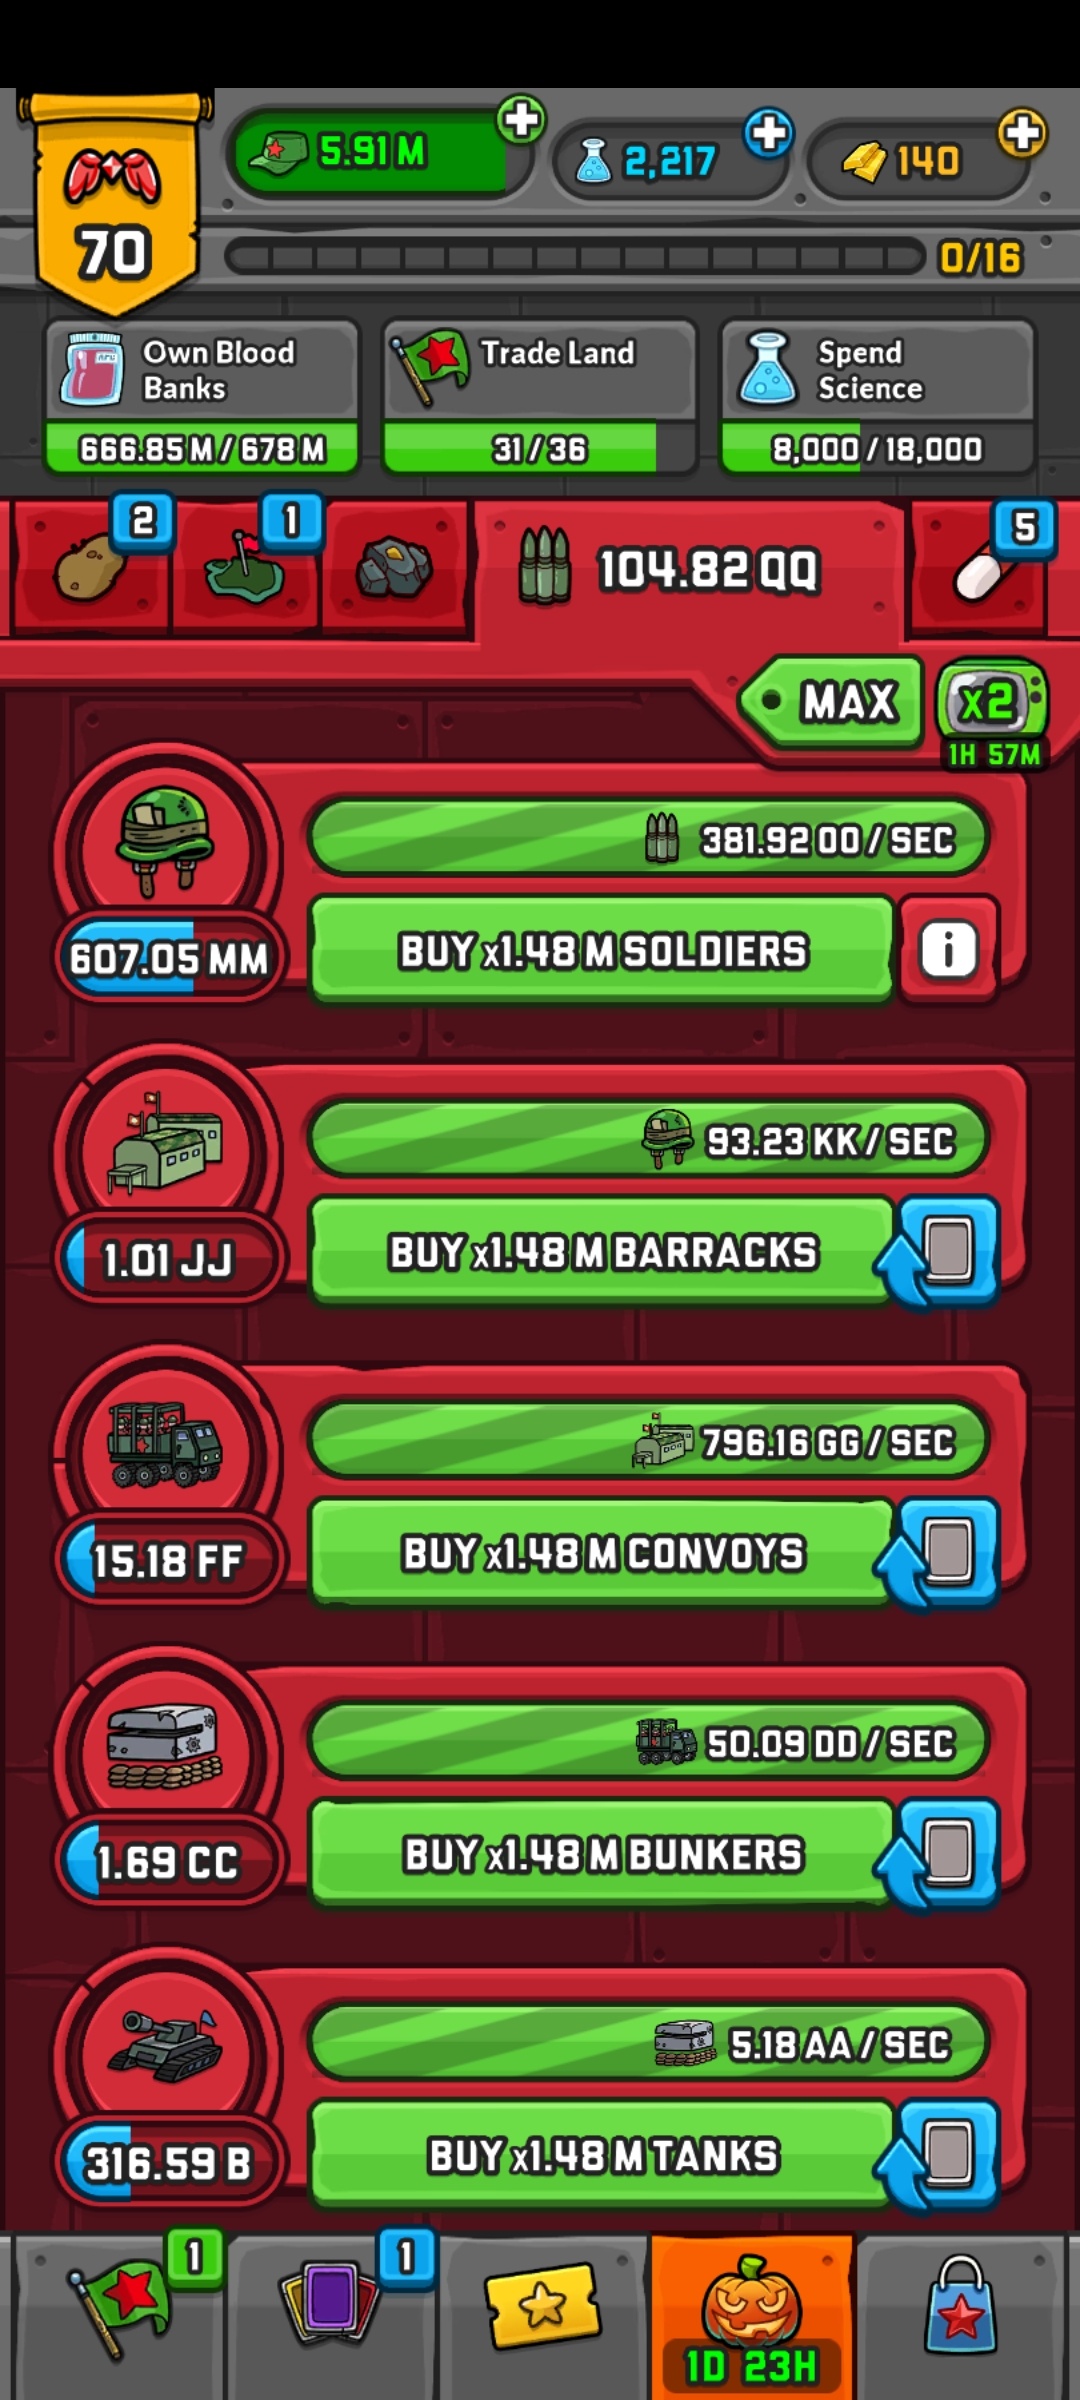 5.91 M
2,217
140
70
0/16
Own Blood
Banks
666.85 M / 678 M
Trade Land
31 / 36
Spend
Science
8,000 / 18,000
2
1
104.82 QQ
5
MAX
x2
1H 57M
381.92 OO / SEC
607.05 MM
BUY x1.48 M SOLDIERS
i
93.23 KK / SEC
1.01 JJ
BUY x1.48 M BARRACKS
796.16 GG / SEC
15.18 FF
BUY x1.48 M CONVOYS
50.09 DD / SEC
1.69 CC
BUY x1.48 M BUNKERS
5.18 AA / SEC
316.59 B
BUY x1.48 M TANKS
1
1
1D 23H